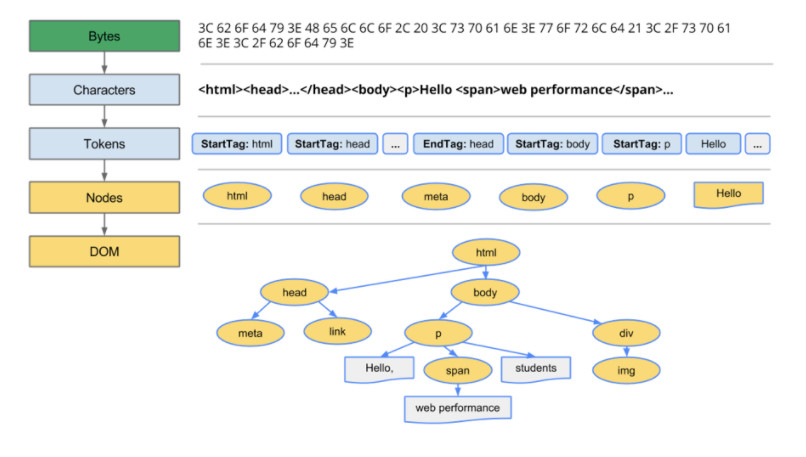 Bytes
3C 62 6F 64 79 3E 48 65 6C 6C 6F 2C 20 3C 73 70 61 6E 3E 77 6F 72 6C 64 21 3C 2F 73 70 61
6E 3E 3C 2F 62 6F 64 79 3E
Characters
<html><head>...</head><body><p>Hello <span>web performance</span>...
Tokens
StartTag: html StartTag: head ... EndTag: head StartTag: body StartTag: p Hello ...
Nodes
html head meta body p Hello
DOM
html
head body
meta link p div
Hello, span students img
web performance